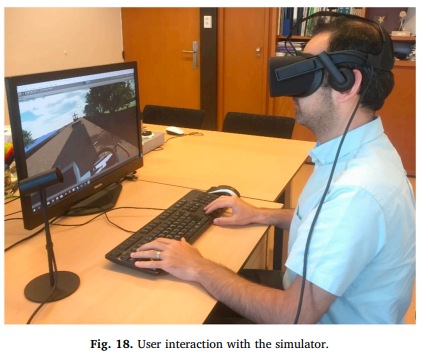 Fig. 18. User interaction with the simulator.